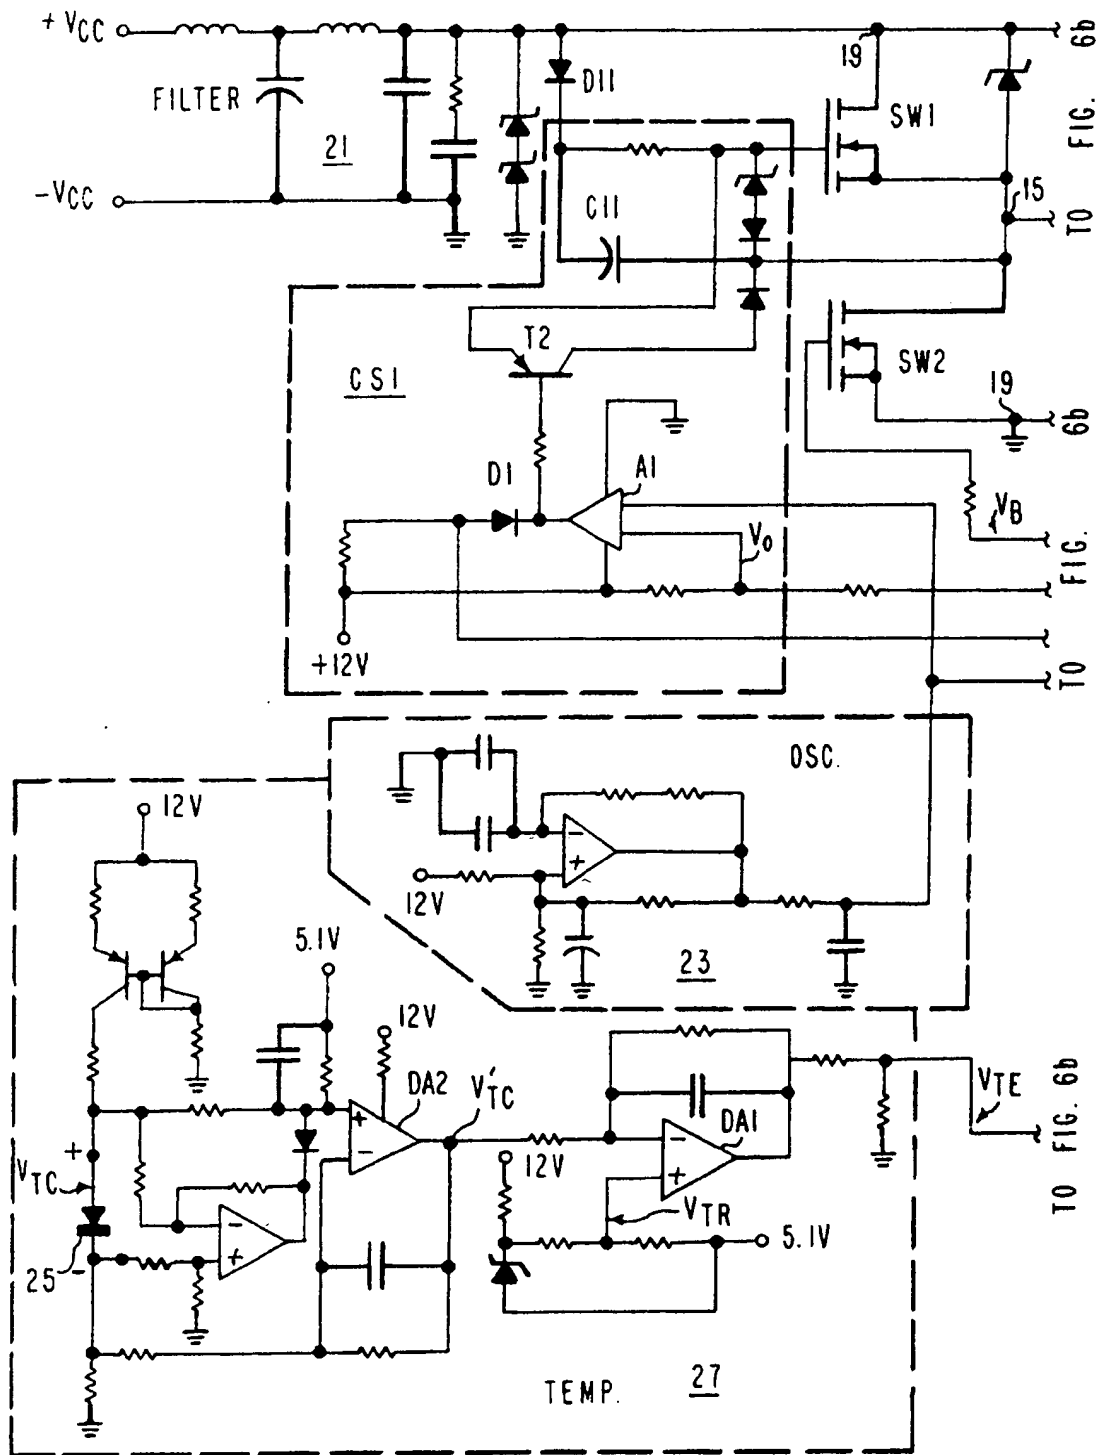 + VCC
FILTER
21
-VCC
D11
19
SW1
6b
FIG.
15
TO
C11
T2
CS1
SW2
19
6b
D1
A1
VB
V0
FIG.
+12V
TO
OSC.
12V
12V
5.1V
23
12V
DA2
V'TC
VTE
DA1
+
-
+
-
+
VTC
12V
VTR
5.1V
-
+
25
-
-
+
TEMP.
27
TO FIG. 6b